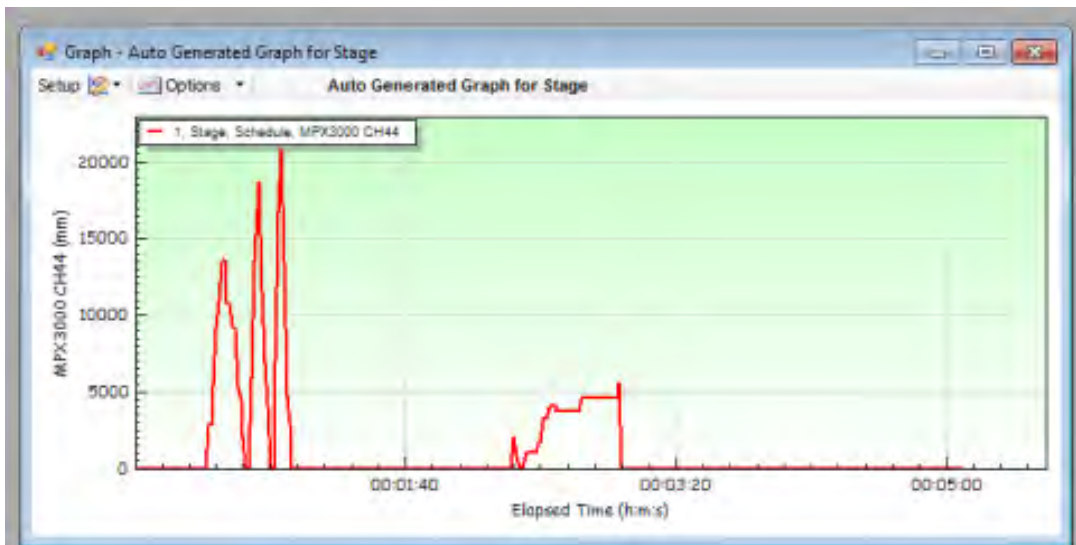 Graph - Auto Generated Graph for Stage
Setup Options Auto Generated Graph for Stage
1, Stage, Schedule, MPX3000 CH44
20000
15000
10000
5000
0
MPX3000 CH44 (mm)
00:01:40 00:03:20 00:05:00
Elapsed Time (h:m:s)